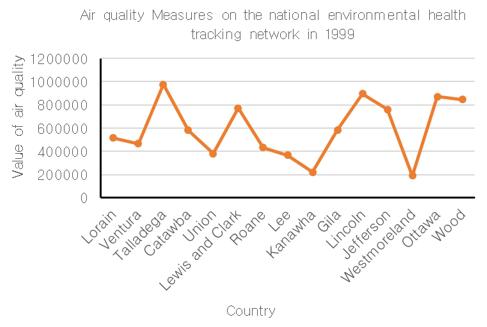 Air quality Measures on the national environmental health
tracking network in 1999
Value of air quality
1200000
1000000
800000
600000
400000
200000
0
Lorain
Ventura
Talladega
Catawba
Union
Lewis and Clark
Roane
Lee
Kanawha
Gila
Lincoln
Jefferson
Westmoreland
Ottawa
Wood
Country